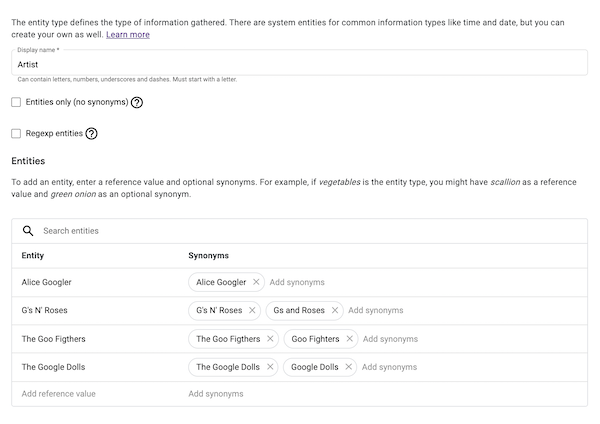 The entity type defines the type of information gathered. There are system entities for common information types like time and date, but you can
create your own as well. Learn more
Display name *
Artist
Can contain letters, numbers, underscores and dashes. Must start with a letter.
Entities only (no synonyms)
Regexp entities
Entities
To add an entity, enter a reference value and optional synonyms. For example, if vegetables is the entity type, you might have scallion as a reference
value and green onion as an optional synonym.
Search entities
Entity Synonyms
Alice Googler Alice Googler Add synonyms
G's N' Roses G's N' Roses Gs and Roses Add synonyms
The Goo Figthers The Goo Figthers Goo Fighters Add synonyms
The Google Dolls The Google Dolls Google Dolls Add synonyms
Add reference value Add synonyms